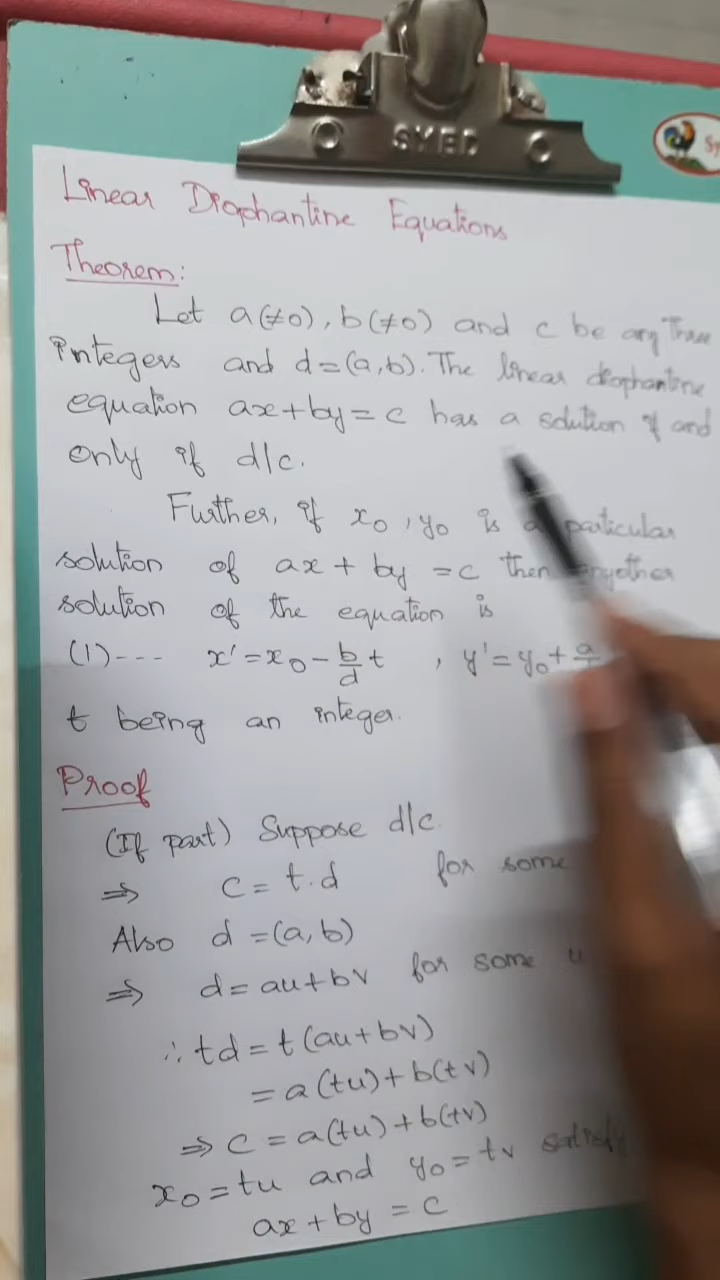 SYED
Linear Diophantine Equations
Theorem:
Let a(≠0), b(≠0) and c be any Three
integers and d=(a,b). The linear diophantine
equation ax+by=c has a solution if and
only if d/c.
Further, if x₀, y₀ is a particular
solution of ax + by = c then anyother
solution of the equation is
(1)--- x'=x₀-b/d t , y'=y₀+a/
t being an integer.
Proof
(If part) Suppose d/c.
⇒ c = t.d for some
Also d = (a,b)
⇒ d = au+bv for some u
∴ td = t(au+bv)
= a(tu)+b(tv)
⇒ c = a(tu)+b(tv)
x₀=tu and y₀=tv
ax+by = c